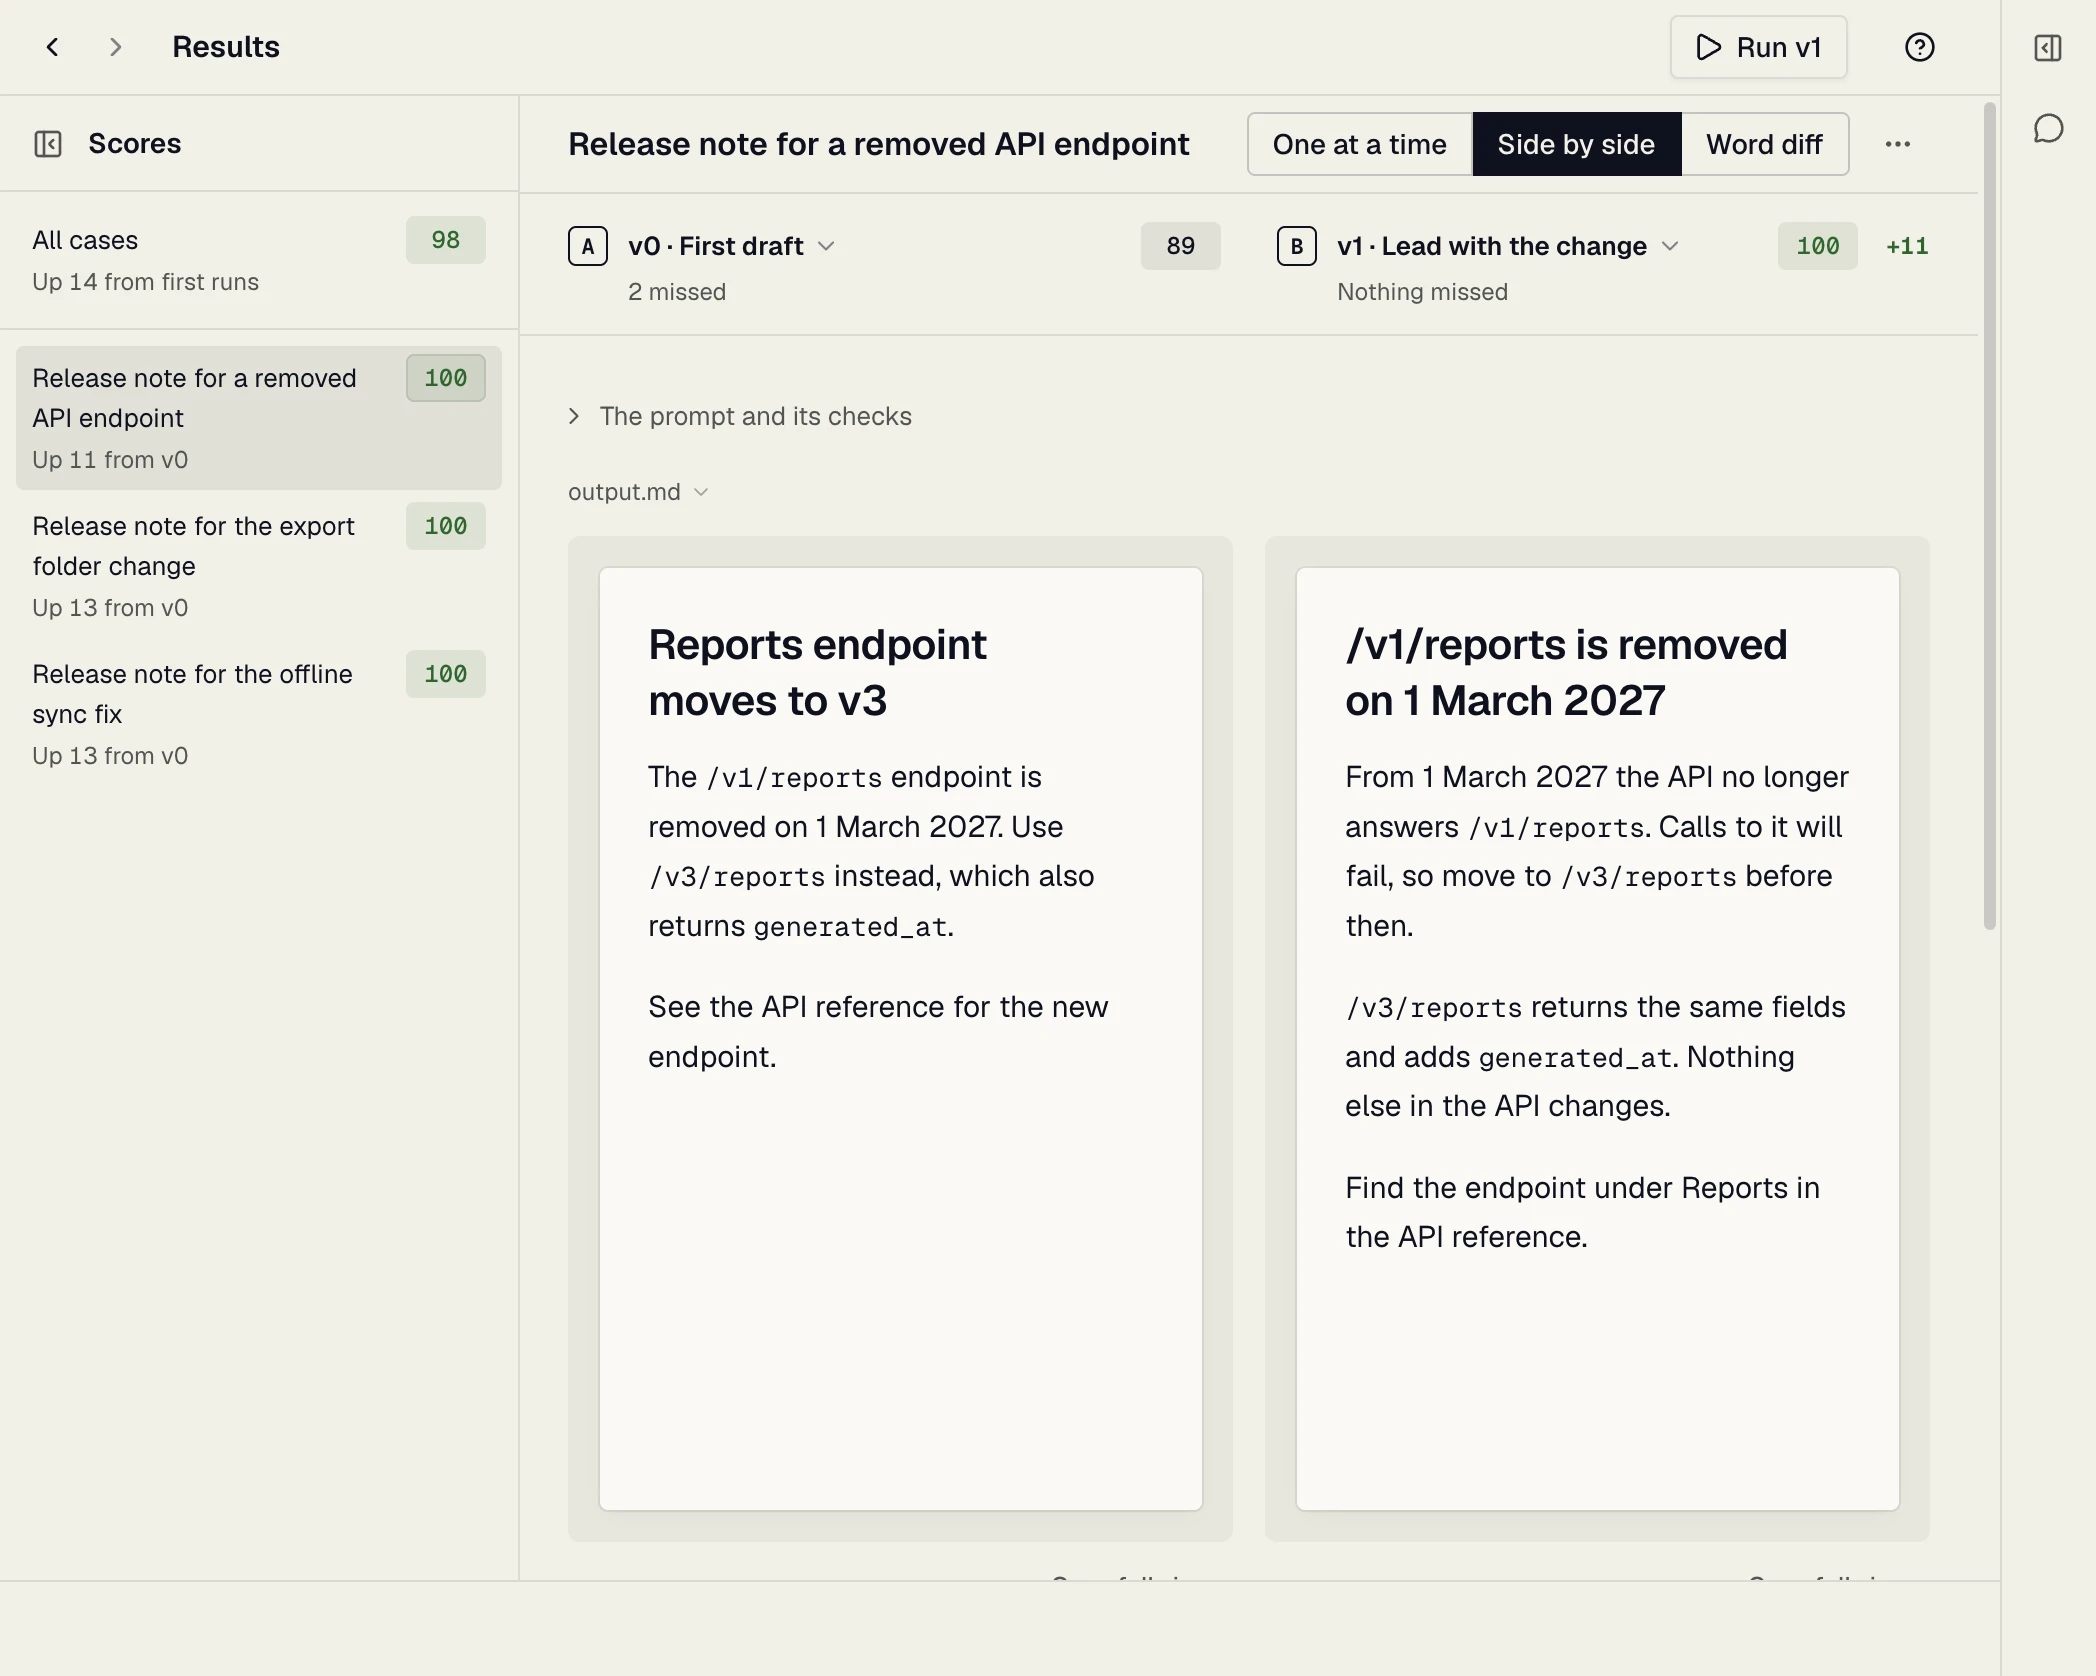 Results
Run v1
Scores
All cases
98
Up 14 from first runs
Release note for a removed
API endpoint
100
Up 11 from v0
Release note for the export
folder change
100
Up 13 from v0
Release note for the offline
sync fix
100
Up 13 from v0
Release note for a removed API endpoint
One at a time
Side by side
Word diff
A
v0 · First draft
89
2 missed
B
v1 · Lead with the change
100
+11
Nothing missed
The prompt and its checks
output.md
Reports endpoint
moves to v3
The /v1/reports endpoint is
removed on 1 March 2027. Use
/v3/reports instead, which also
returns generated_at.
See the API reference for the new
endpoint.
/v1/reports is removed
on 1 March 2027
From 1 March 2027 the API no longer
answers /v1/reports. Calls to it will
fail, so move to /v3/reports before
then.
/v3/reports returns the same fields
and adds generated_at. Nothing
else in the API changes.
Find the endpoint under Reports in
the API reference.